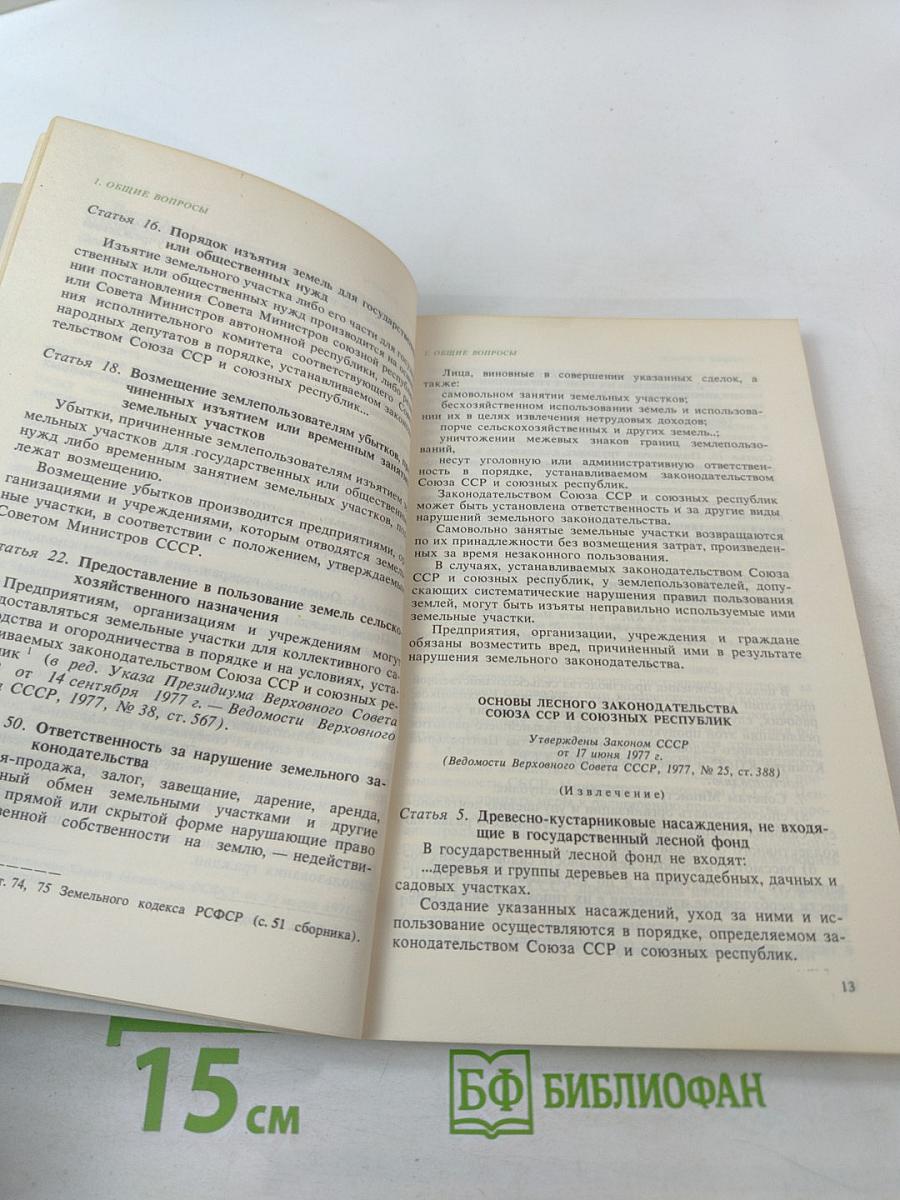 1. ОБЩИЕ ВОПРОСЫ
Статья 16. Порядок изъятия земель для государствен
или общественных нужд
Изъятие земельного участка либо его части для госу
ственных или общественных нужд производится на
нии постановления Совета Министров союзной респу
или Совета Министров автономной республики, либо
ния исполнительного комитета соответствующего Сове
народных депутатов в порядке, устанавливаемом законо
тельством Союза ССР и союзных республик...
Статья 18. Возмещение землепользователям убытков, при
чиненных изъятием или временным занятие
земельных участков
Убытки, причиненные землепользователям изъятием
мельных участков для государственных или общественны
нужд либо временным занятием земельных участков, под
лежат возмещению.
Возмещение убытков производится предприятиями, ор
ганизациями и учреждениями, которым отводятся земель
ные участки, в соответствии с положением, утверждаемым
Советом Министров СССР.
татья 22. Предоставление в пользование земель сельско-
хозяйственного назначения
Предприятиям, организациям и учреждениям могут
доставляться земельные участки для коллективного са-
дства и огородничества в порядке и на условиях, уста-
иваемых законодательством Союза ССР и союзных ре-
лик 1 (в ред. Указа Президиума Верховного Совета
от 14 сентября 1977 г. — Ведомости Верховного
а СССР, 1977, № 38, ст. 567).
50. Ответственность за нарушение земельного за-
конодательства
я-продажа, залог, завещание, дарение, аренда,
ный обмен земельными участками и другие
прямой или скрытой форме нарушающие право
венной собственности на землю, — недействи-
т. 74, 75 Земельного кодекса РСФСР (с. 51 сборника).
I. ОБЩИЕ ВОПРОСЫ
Лица, виновные в совершении указанных сделок, а
также:
самовольном занятии земельных участков;
бесхозяйственном использовании земель и использова-
нии их в целях извлечения нетрудовых доходов;
порче сельскохозяйственных и других земель..;
уничтожении межевых знаков границ землепользо-
ваний,
несут уголовную или административную ответствен-
ность в порядке, устанавливаемом законодательством
Союза ССР и союзных республик.
Законодательством Союза ССР и союзных республик
может быть установлена ответственность и за другие виды
нарушений земельного законодательства.
Самовольно занятые земельные участки возвращаются
по их принадлежности без возмещения затрат, произведен-
ных за время незаконного пользования.
В случаях, устанавливаемых законодательством Союза
ССР и союзных республик, у землепользователей, допу-
скающих систематические нарушения правил пользования
землей, могут быть изъяты неправильно используемые ими
земельные участки.
Предприятия, организации, учреждения и граждане
обязаны возместить вред, причиненный ими в результате
нарушения земельного законодательства.
ОСНОВЫ ЛЕСНОГО ЗАКОНОДАТЕЛЬСТВА
СОЮЗА ССР И СОЮЗНЫХ РЕСПУБЛИК
Утверждены Законом СССР
от 17 июня 1977 г.
(Ведомости Верховного Совета СССР, 1977, № 25, ст. 388)
(Извлечение)
Статья 5. Древесно-кустарниковые насаждения, не входя-
щие в государственный лесной фонд
В государственный лесной фонд не входят:
...деревья и группы деревьев на приусадебных, дачных и
садовых участках.
Создание указанных насаждений, уход за ними и ис-
пользование осуществляются в порядке, определяемом за-
конодательством Союза ССР и союзных республик.
13
15 см
БФ БИБЛИОФАН